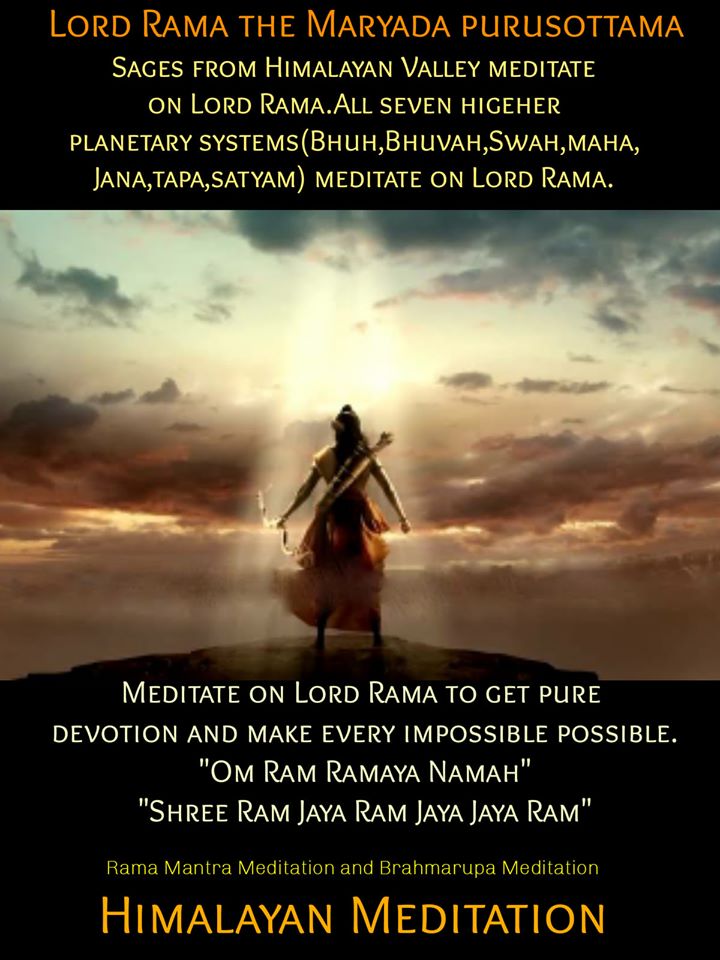 Lord Rama the Maryada purusottama
Sages from Himalayan Valley meditate
on Lord Rama.All seven higeher
planetary systems(Bhuh,Bhuvah,Swah,maha,
Jana,tapa,satyam) meditate on Lord Rama.
Meditate on Lord Rama to get pure
devotion and make every impossible possible.
"Om Ram Ramaya Namah"
"Shree Ram Jaya Ram Jaya Jaya Ram"
Rama Mantra Meditation and Brahmarupa Meditation
Himalayan Meditation